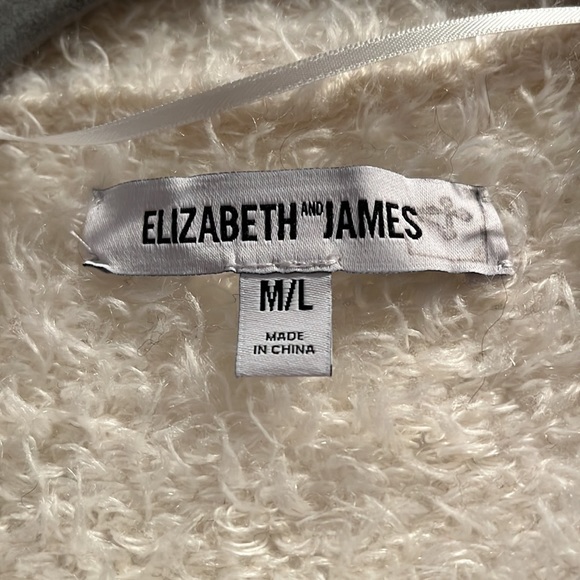 ELIZABETH AND JAMES
M/L
MADE
IN CHINA